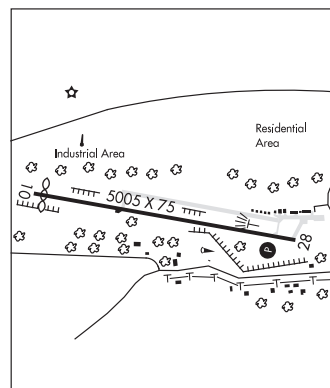 Residential
Area
Industrial Area
10
5005 X 75
28
P